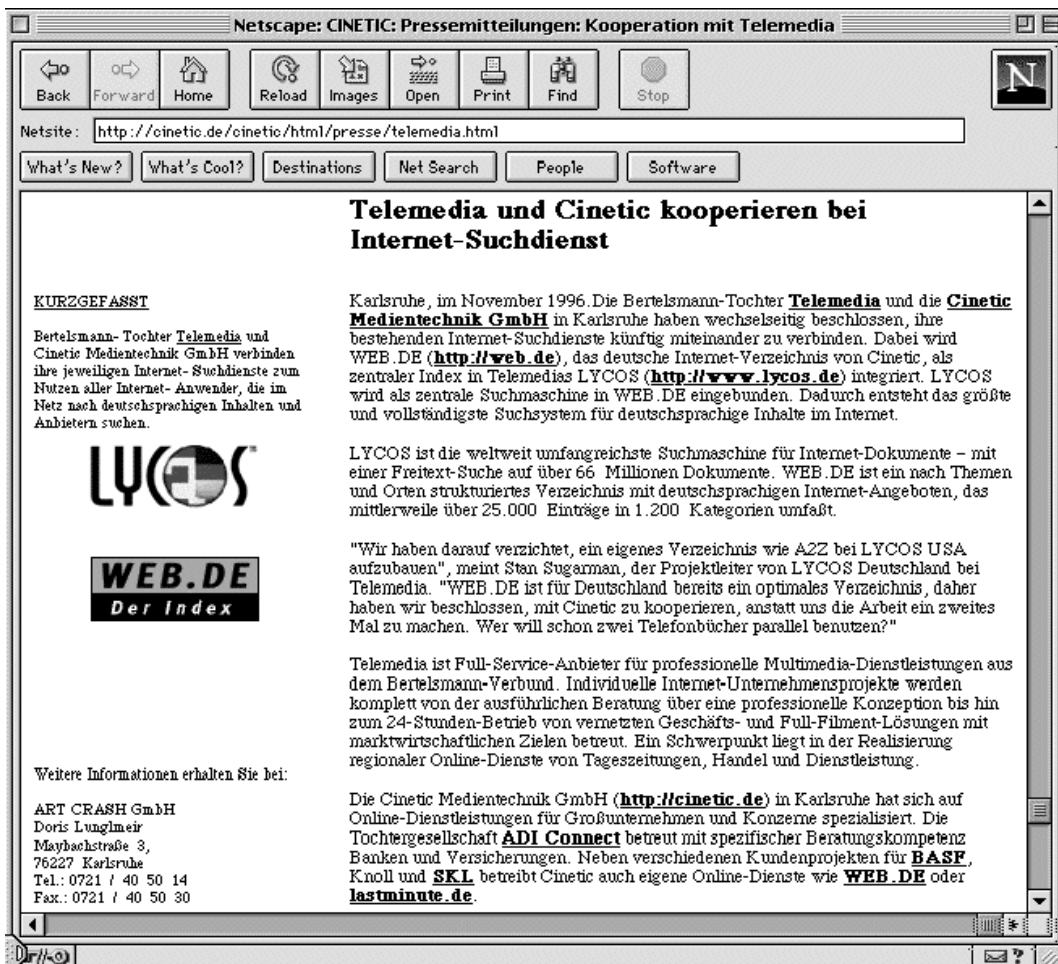 Netscape: CINETIC: Pressemitteilungen: Kooperation mit Telemedia
Back Forward Home Reload Images Open Print Find Stop
N
Netsite: http://cinetic.de/cinetic/html/presse/telemedia.html
What's New? What's Cool? Destinations Net Search People Software
Telemedia und Cinetic kooperieren bei
Internet-Suchdienst
KURZGEFASST
Bertelsmann- Tochter Telemedia und
Cinetic Medientechnik GmbH verbinden
ihre jeweiligen Internet- Suchdienste zum
Nutzen aller Internet- Anwender, die im
Netz nach deutschsprachigen Inhalten und
Anbietern suchen.
LYCOS™
WEB.DE
Der Index
Weitere Informationen erhalten Sie bei:
ART CRASH GmbH
Doris Lunglmeir
Maybachstraße 3,
76227 Karlsruhe
Tel.: 0721 / 40 50 14
Fax.: 0721 / 40 50 30
Karlsruhe, im November 1996.Die Bertelsmann-Tochter Telemedia und die Cinetic
Medientechnik GmbH in Karlsruhe haben wechselseitig beschlossen, ihre
bestehenden Internet-Suchdienste künftig miteinander zu verbinden. Dabei wird
WEB.DE (http://web.de), das deutsche Internet-Verzeichnis von Cinetic, als
zentraler Index in Telemedias LYCOS (http://www.lycos.de) integriert. LYCOS
wird als zentrale Suchmaschine in WEB.DE eingebunden. Dadurch entsteht das größte
und vollständigste Suchsystem für deutschsprachige Inhalte im Internet.
LYCOS ist die weltweit umfangreichste Suchmaschine für Internet-Dokumente – mit
einer Freitext-Suche auf über 66 Millionen Dokumente. WEB.DE ist ein nach Themen
und Orten strukturiertes Verzeichnis mit deutschsprachigen Internet-Angeboten, das
mittlerweile über 25.000 Einträge in 1.200 Kategorien umfaßt.
"Wir haben darauf verzichtet, ein eigenes Verzeichnis wie A2Z bei LYCOS USA
aufzubauen", meint Stan Sugarman, der Projektleiter von LYCOS Deutschland bei
Telemedia. "WEB.DE ist für Deutschland bereits ein optimales Verzeichnis, daher
haben wir beschlossen, mit Cinetic zu kooperieren, anstatt uns die Arbeit ein zweites
Mal zu machen. Wer will schon zwei Telefonbücher parallel benutzen?"
Telemedia ist Full-Service-Anbieter für professionelle Multimedia-Dienstleistungen aus
dem Bertelsmann-Verbund. Individuelle Internet-Unternehmensprojekte werden
komplett von der ausführlichen Beratung über eine professionelle Konzeption bis hin
zum 24-Stunden-Betrieb von vernetzten Geschäfts- und Full-Filment-Lösungen mit
marktwirtschaftlichen Zielen betreut. Ein Schwerpunkt liegt in der Realisierung
regionaler Online-Dienste von Tageszeitungen, Handel und Dienstleistung.
Die Cinetic Medientechnik GmbH (http://cinetic.de) in Karlsruhe hat sich auf
Online-Dienstleistungen für Großunternehmen und Konzerne spezialisiert. Die
Tochtergesellschaft ADI Connect betreut mit spezifischer Beratungskompetenz
Banken und Versicherungen. Neben verschiedenen Kundenprojekten für BASF,
Knoll und SKL betreibt Cinetic auch eigene Online-Dienste wie WEB.DE oder
lastminute.de.